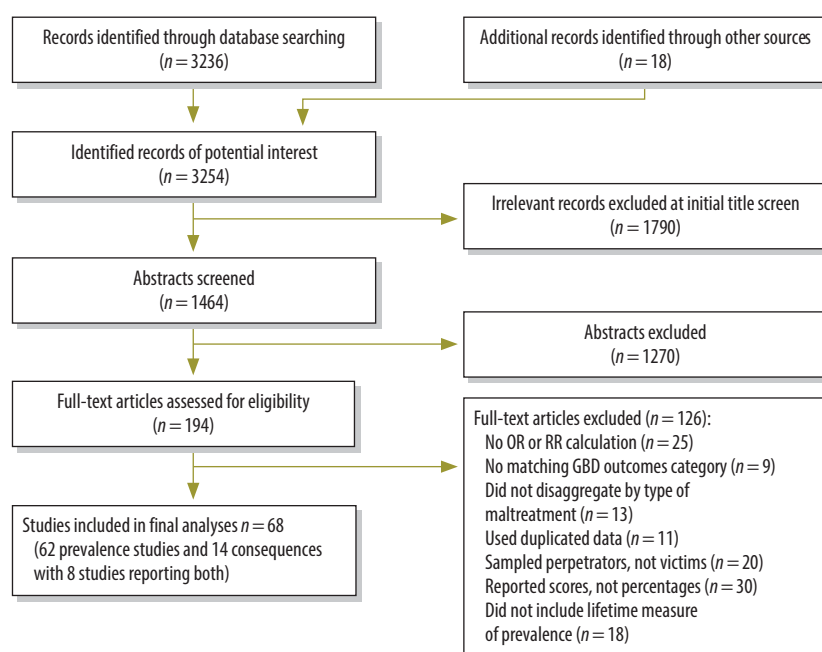 Records identified through database searching
(n = 3236)
Additional records identified through other sources
(n = 18)
Identified records of potential interest
(n = 3254)
Irrelevant records excluded at initial title screen
(n = 1790)
Abstracts screened
(n = 1464)
Abstracts excluded
(n = 1270)
Full-text articles assessed for eligibility
(n = 194)
Full-text articles excluded (n = 126):
No OR or RR calculation (n = 25)
No matching GBD outcomes category (n = 9)
Did not disaggregate by type of
maltreatment (n = 13)
Used duplicated data (n = 11)
Sampled perpetrators, not victims (n = 20)
Reported scores, not percentages (n = 30)
Did not include lifetime measure
of prevalence (n = 18)
Studies included in final analyses n = 68
(62 prevalence studies and 14 consequences
with 8 studies reporting both)